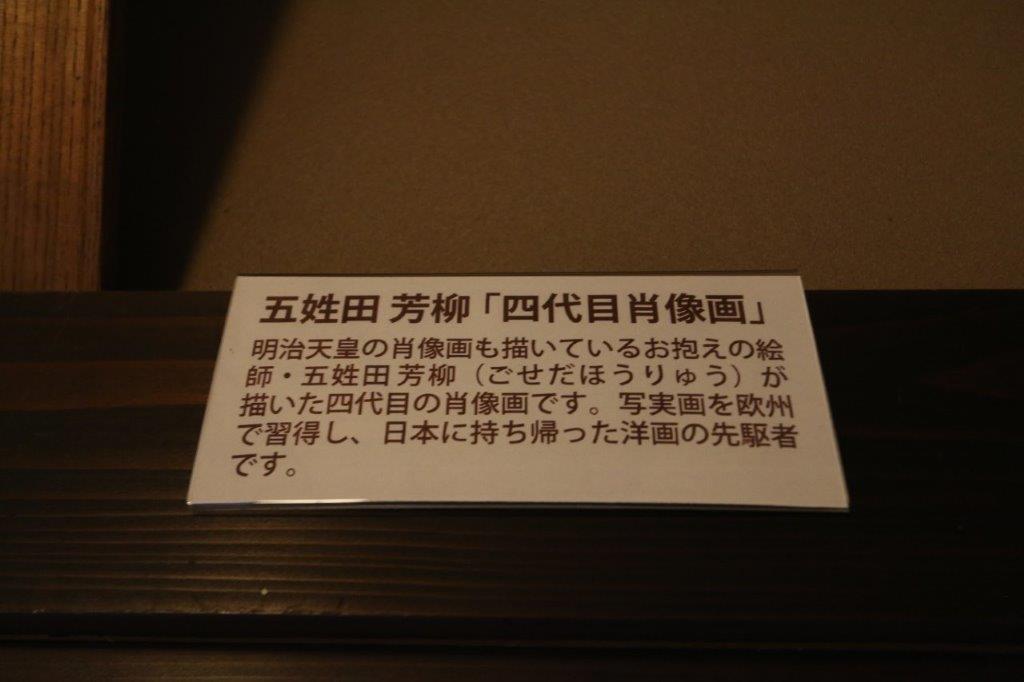 五姓田 芳柳「四代目肖像画」
明治天皇の肖像画も描いているお抱えの絵
師・五姓田 芳柳（ごせだほうりゅう）が
描いた四代目の肖像画です。写実画を欧州
で習得し、日本に持ち帰った洋画の先駆者
です。